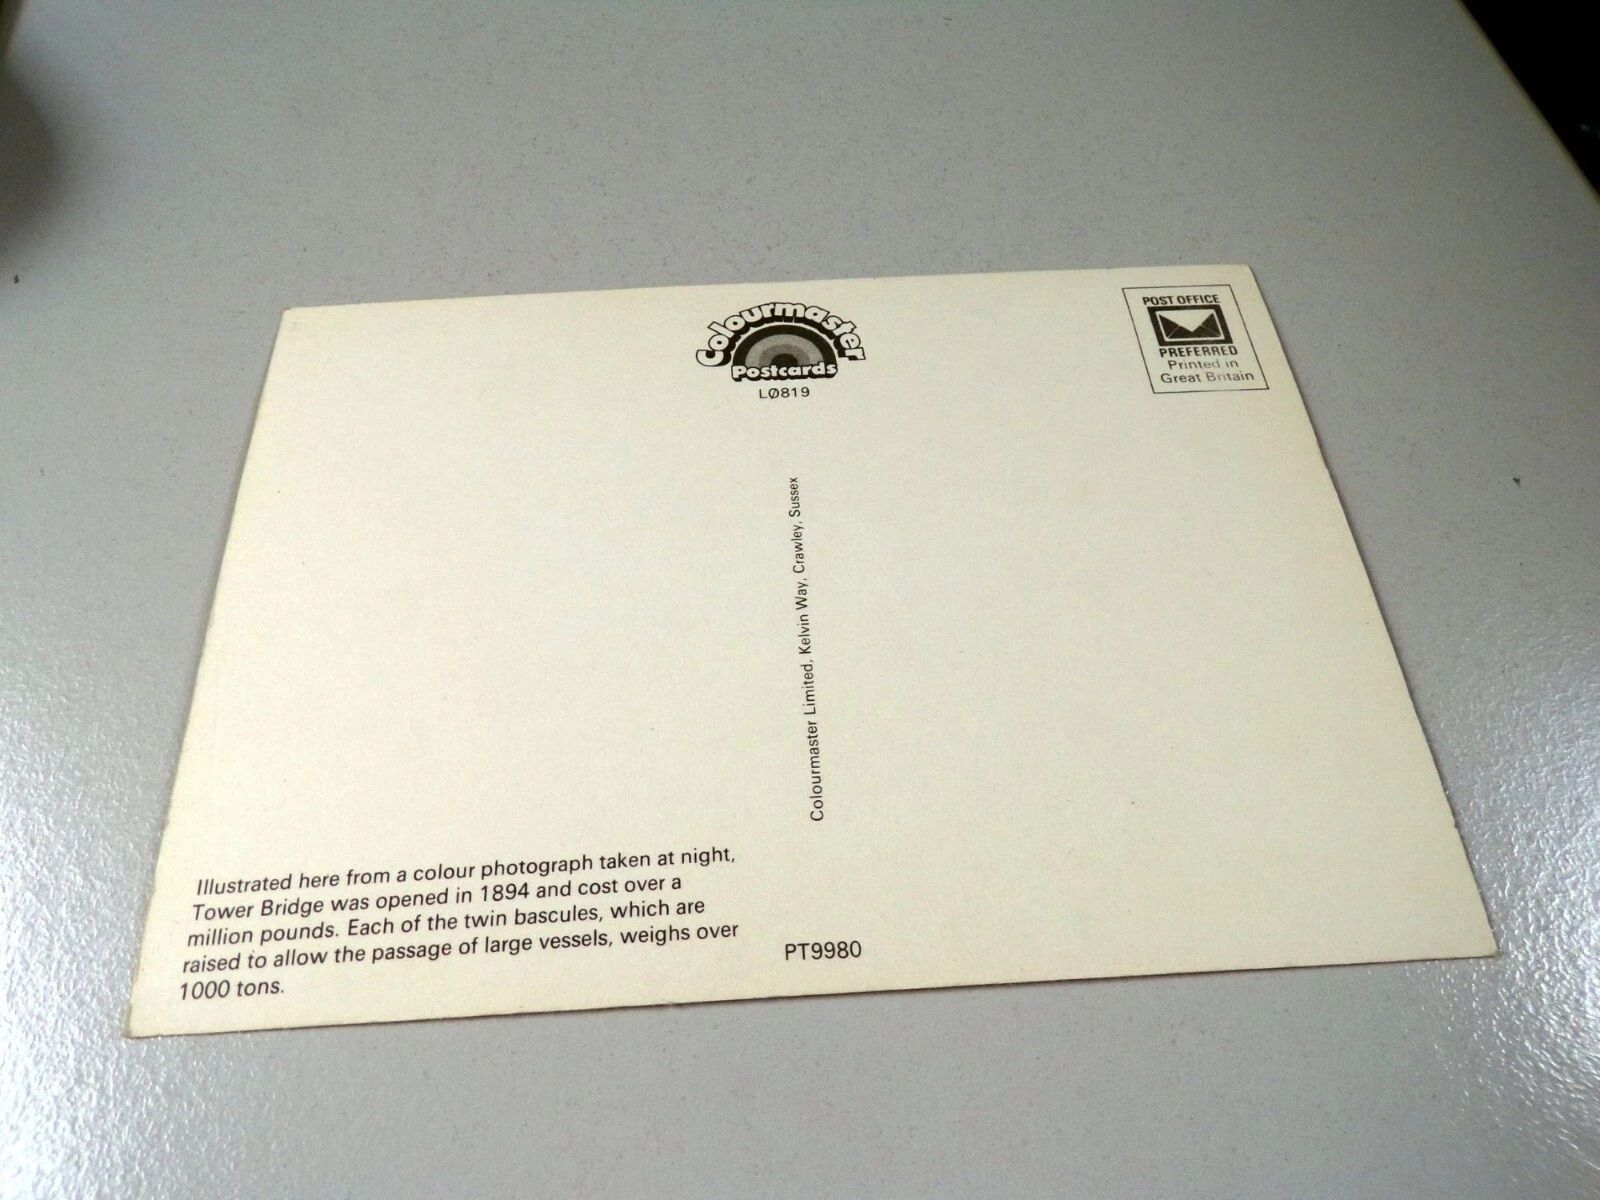 Colourmaster
Postcards
LØ819
POST OFFICE
PREFERRED
Printed in
Great Britain
Colourmaster Limited, Kelvin Way, Crawley, Sussex
Illustrated here from a colour photograph taken at night,
Tower Bridge was opened in 1894 and cost over a
million pounds. Each of the twin bascules, which are
raised to allow the passage of large vessels, weighs over
1000 tons.
PT9980